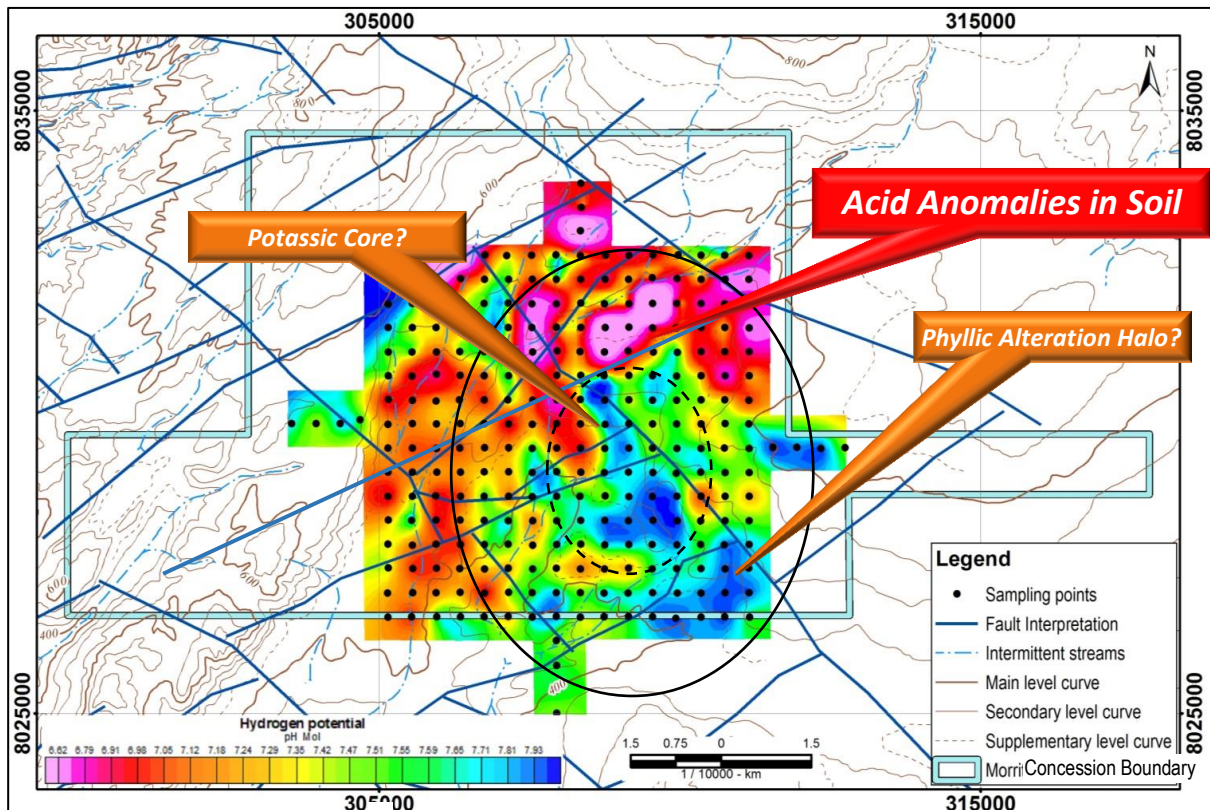 305000
315000
N
8035000
8035000
800
800
600
Acid Anomalies in Soil
Potassic Core?
Phyllic Alteration Halo?
600
600
400
400
8025000
8025000
Legend
Sampling points
Fault Interpretation
Intermittent streams
Main level curve
Secondary level curve
Supplementary level curve
Morrit Concession Boundary
Hydrogen potential
pH Mol
6.62 6.79 6.91 6.98 7.05 7.12 7.18 7.24 7.29 7.35 7.42 7.47 7.51 7.55 7.59 7.65 7.71 7.81 7.93
1.5 0.75 0 1.5
1 / 10000 - km
305000
315000